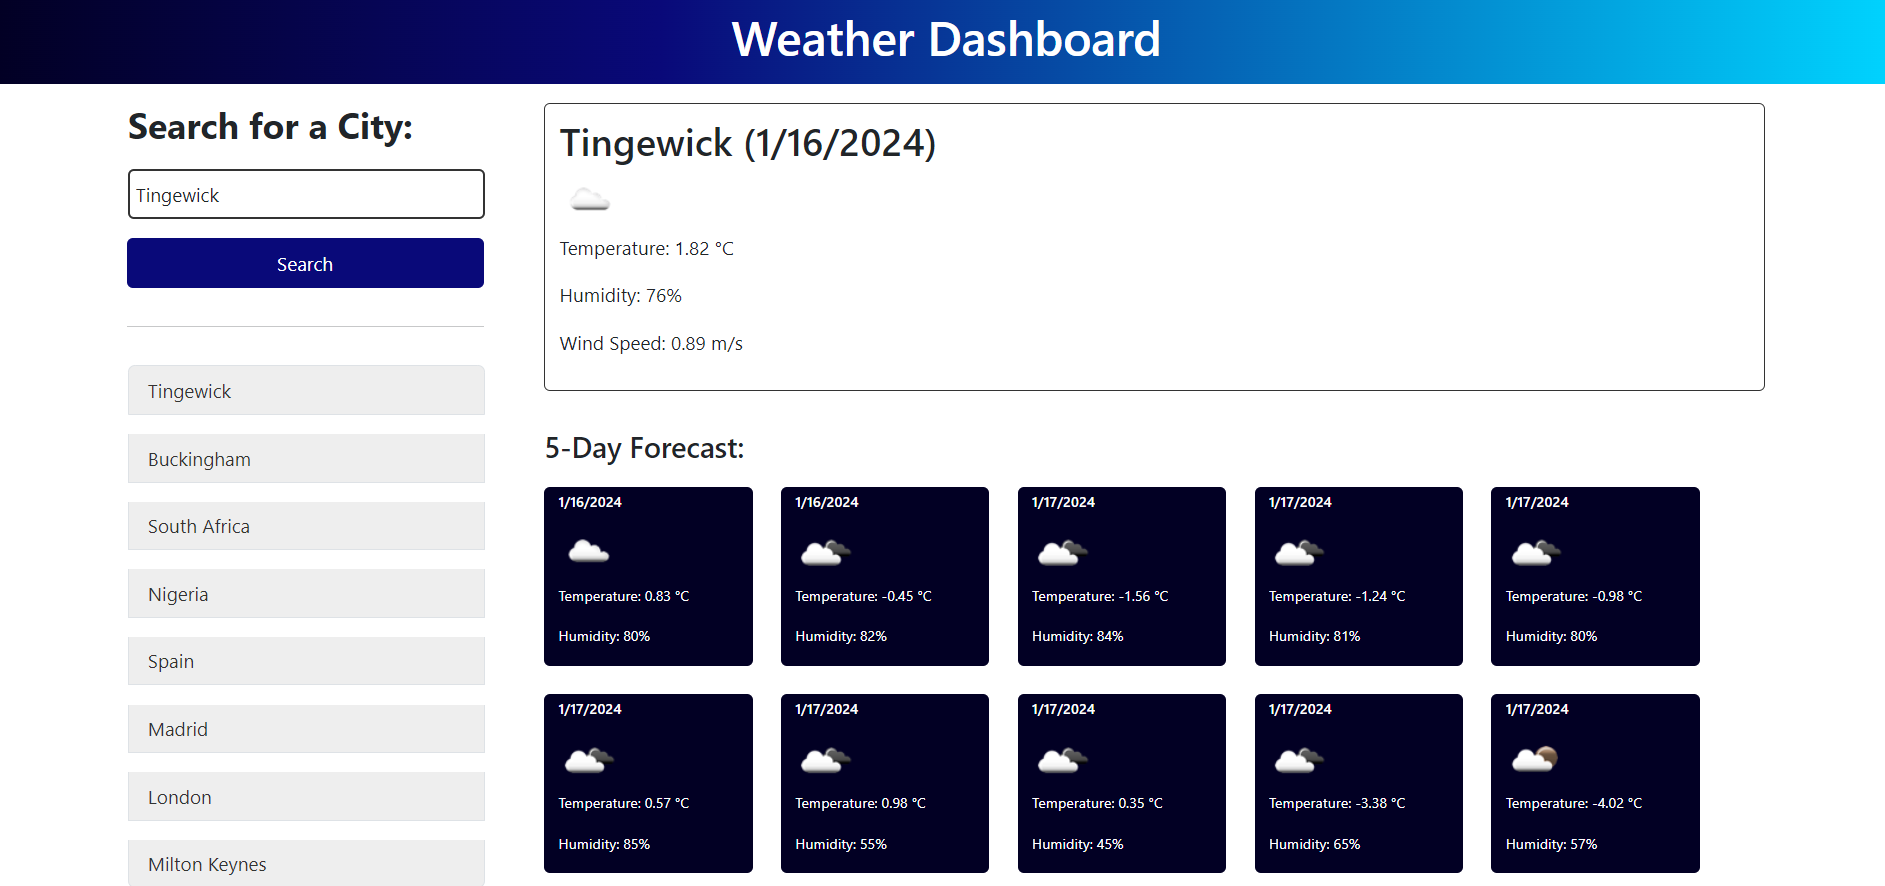 Weather Dashboard
Search for a City:
Tingewick
Search
Tingewick
Buckingham
South Africa
Nigeria
Spain
Madrid
London
Milton Keynes
Tingewick (1/16/2024)
Temperature: 1.82 °C
Humidity: 76%
Wind Speed: 0.89 m/s
5-Day Forecast:
1/16/2024
Temperature: 0.83 °C
Humidity: 80%
1/16/2024
Temperature: -0.45 °C
Humidity: 82%
1/17/2024
Temperature: -1.56 °C
Humidity: 84%
1/17/2024
Temperature: -1.24 °C
Humidity: 81%
1/17/2024
Temperature: -0.98 °C
Humidity: 80%
1/17/2024
Temperature: 0.57 °C
Humidity: 85%
1/17/2024
Temperature: 0.98 °C
Humidity: 55%
1/17/2024
Temperature: 0.35 °C
Humidity: 45%
1/17/2024
Temperature: -3.38 °C
Humidity: 65%
1/17/2024
Temperature: -4.02 °C
Humidity: 57%